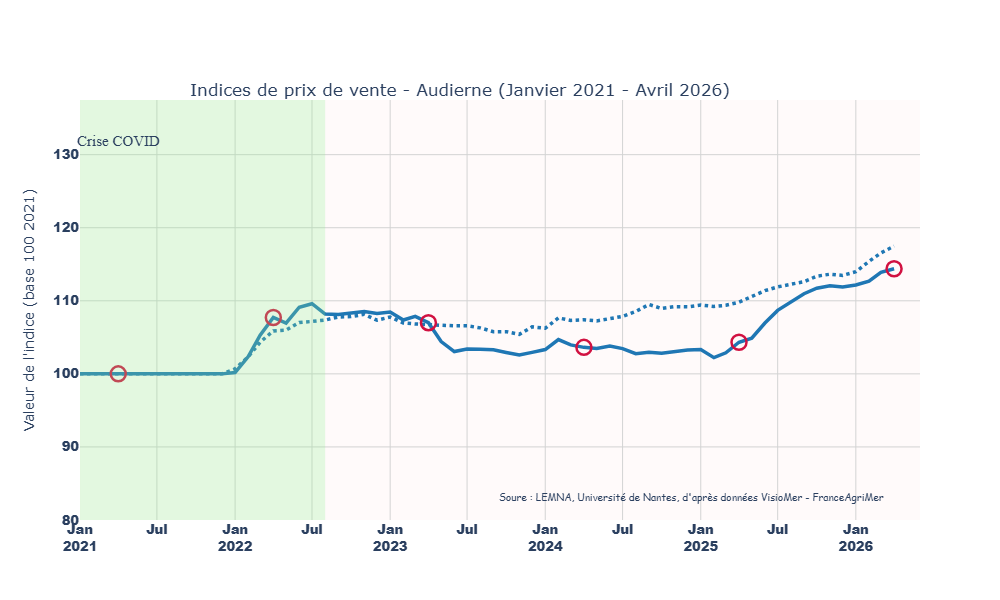 Indices de prix de vente - Audierne (Janvier 2021 - Avril 2026)
Crise COVID
Valeur de l'indice (base 100 2021)
130
120
110
100
90
80
Soure : LEMNA, Université de Nantes, d'après données VisioMer - FranceAgriMer
Jan Jul Jan Jul Jan Jul Jan Jul Jan Jul Jan
2021 2022 2023 2024 2025 2026